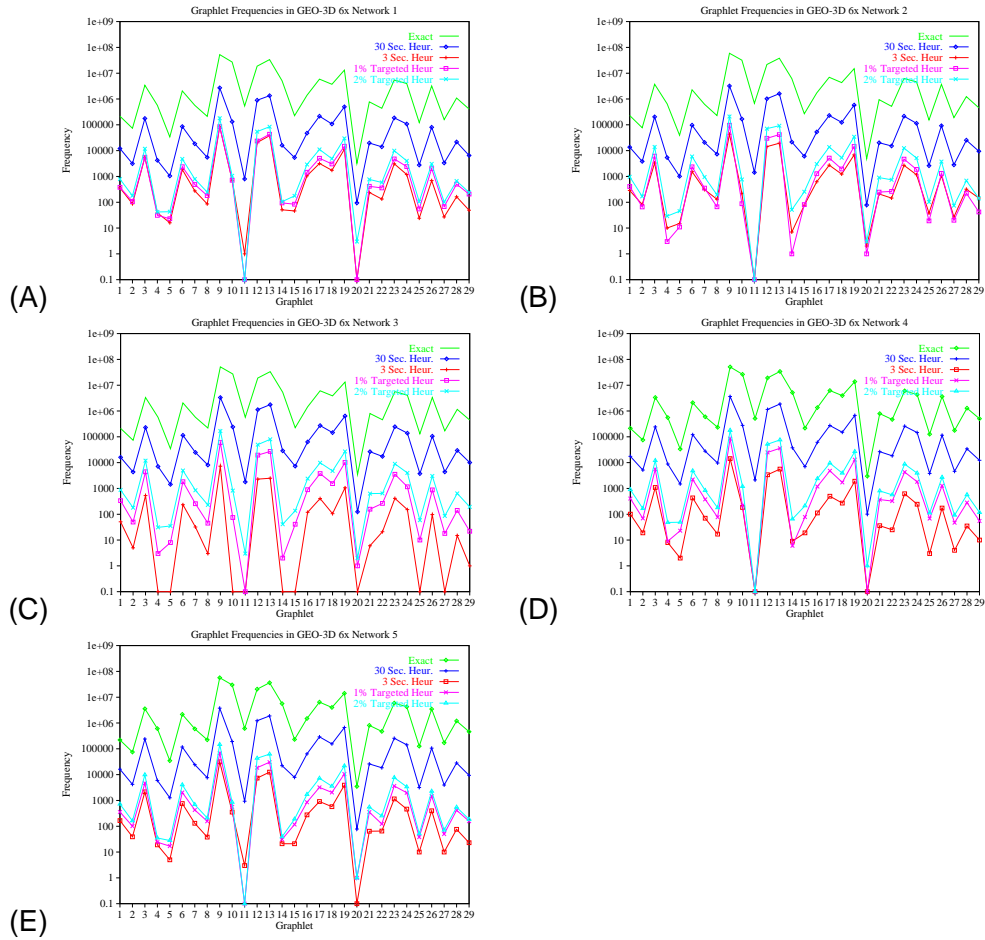 Graphlet Frequencies in GEO-3D 6x Network 1
1e+09
1e+08
1e+07
1e+06
100000
10000
1000
100
10
1
0.1
Frequency
Exact
30 Sec. Heur.
3 Sec. Heur.
1% Targeted Heur
2% Targeted Heur
1 2 3 4 5 6 7 8 9 10 11 12 13 14 15 16 17 18 19 20 21 22 23 24 25 26 27 28 29
Graphlet
(A)
Graphlet Frequencies in GEO-3D 6x Network 2
1e+09
1e+08
1e+07
1e+06
100000
10000
1000
100
10
1
0.1
Frequency
Exact
30 Sec. Heur.
3 Sec. Heur.
1% Targeted Heur
2% Targeted Heur
1 2 3 4 5 6 7 8 9 10 11 12 13 14 15 16 17 18 19 20 21 22 23 24 25 26 27 28 29
Graphlet
(B)
Graphlet Frequencies in GEO-3D 6x Network 3
1e+09
1e+08
1e+07
1e+06
100000
10000
1000
100
10
1
0.1
Frequency
Exact
30 Sec. Heur.
3 Sec. Heur.
1% Targeted Heur
2% Targeted Heur
1 2 3 4 5 6 7 8 9 10 11 12 13 14 15 16 17 18 19 20 21 22 23 24 25 26 27 28 29
Graphlet
(C)
Graphlet Frequencies in GEO-3D 6x Network 4
1e+09
1e+08
1e+07
1e+06
100000
10000
1000
100
10
1
0.1
Frequency
Exact
30 Sec. Heur.
3 Sec. Heur.
1% Targeted Heur
2% Targeted Heur
1 2 3 4 5 6 7 8 9 10 11 12 13 14 15 16 17 18 19 20 21 22 23 24 25 26 27 28 29
Graphlet
(D)
Graphlet Frequencies in GEO-3D 6x Network 5
1e+09
1e+08
1e+07
1e+06
100000
10000
1000
100
10
1
0.1
Frequency
Exact
30 Sec. Heur.
3 Sec. Heur.
1% Targeted Heur
2% Targeted Heur
1 2 3 4 5 6 7 8 9 10 11 12 13 14 15 16 17 18 19 20 21 22 23 24 25 26 27 28 29
Graphlet
(E)